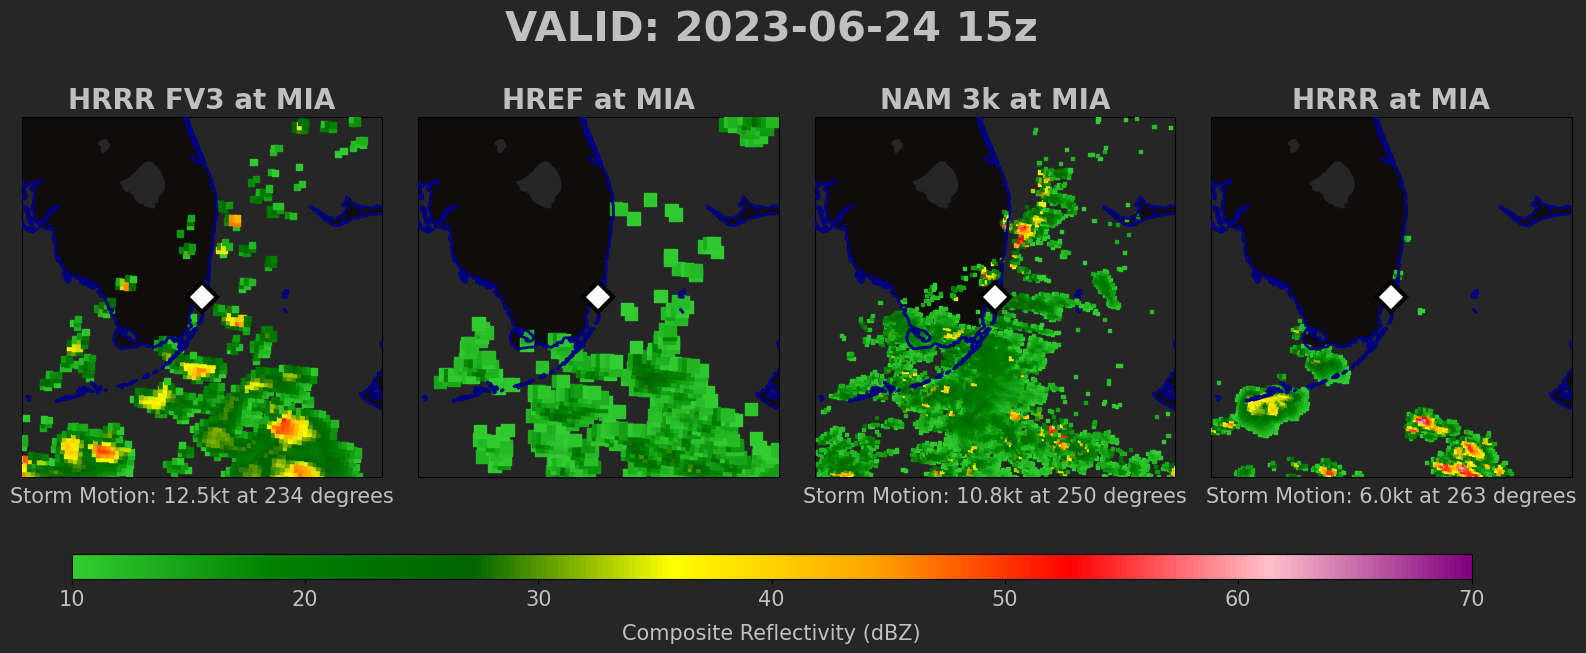 VALID: 2023-06-24 15z
HRRR FV3 at MIA
HREF at MIA
NAM 3k at MIA
HRRR at MIA
Storm Motion: 12.5kt at 234 degrees
Storm Motion: 10.8kt at 250 degrees
Storm Motion: 6.0kt at 263 degrees
10 20 30 40 50 60 70
Composite Reflectivity (dBZ)